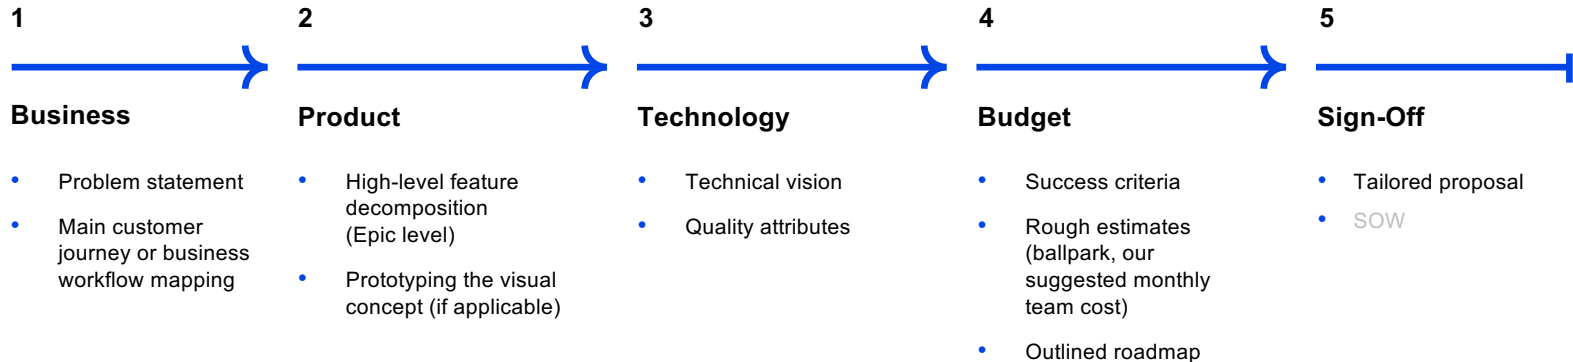 1
Business
• Problem statement
• Main customer
journey or business
workflow mapping
2
Product
• High-level feature
decomposition
(Epic level)
• Prototyping the visual
concept (if applicable)
3
Technology
• Technical vision
• Quality attributes
4
Budget
• Success criteria
• Rough estimates
(ballpark, our
suggested monthly
team cost)
• Outlined roadmap
5
Sign-Off
• Tailored proposal
• SOW